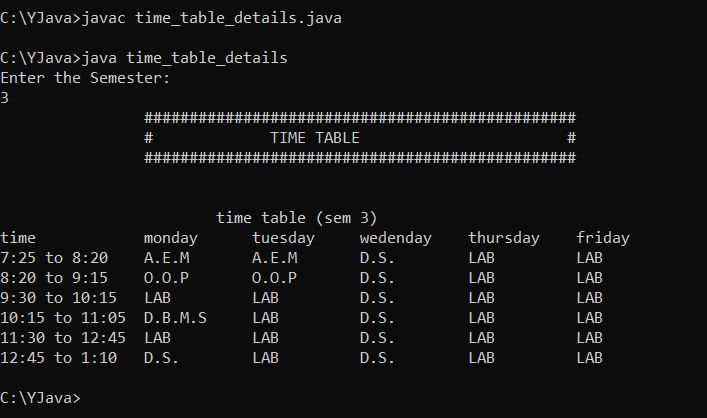 C:\YJava>javac time_table_details.java
C:\YJava>java time_table_details
Enter the Semester:
3
################################################
# TIME TABLE #
################################################
time table (sem 3)
time monday tuesday wedenday thursday friday
7:25 to 8:20 A.E.M A.E.M D.S. LAB LAB
8:20 to 9:15 O.O.P O.O.P D.S. LAB LAB
9:30 to 10:15 LAB LAB D.S. LAB LAB
10:15 to 11:05 D.B.M.S LAB D.S. LAB LAB
11:30 to 12:45 LAB LAB D.S. LAB LAB
12:45 to 1:10 D.S. LAB D.S. LAB LAB
C:\YJava>